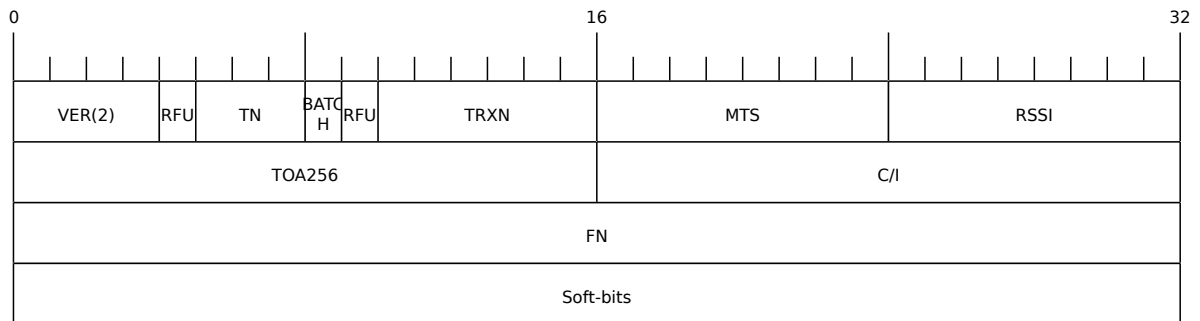 0 16 32
VER(2) RFU TN BATC
H RFU TRXN MTS RSSI
TOA256 C/I
FN
Soft-bits